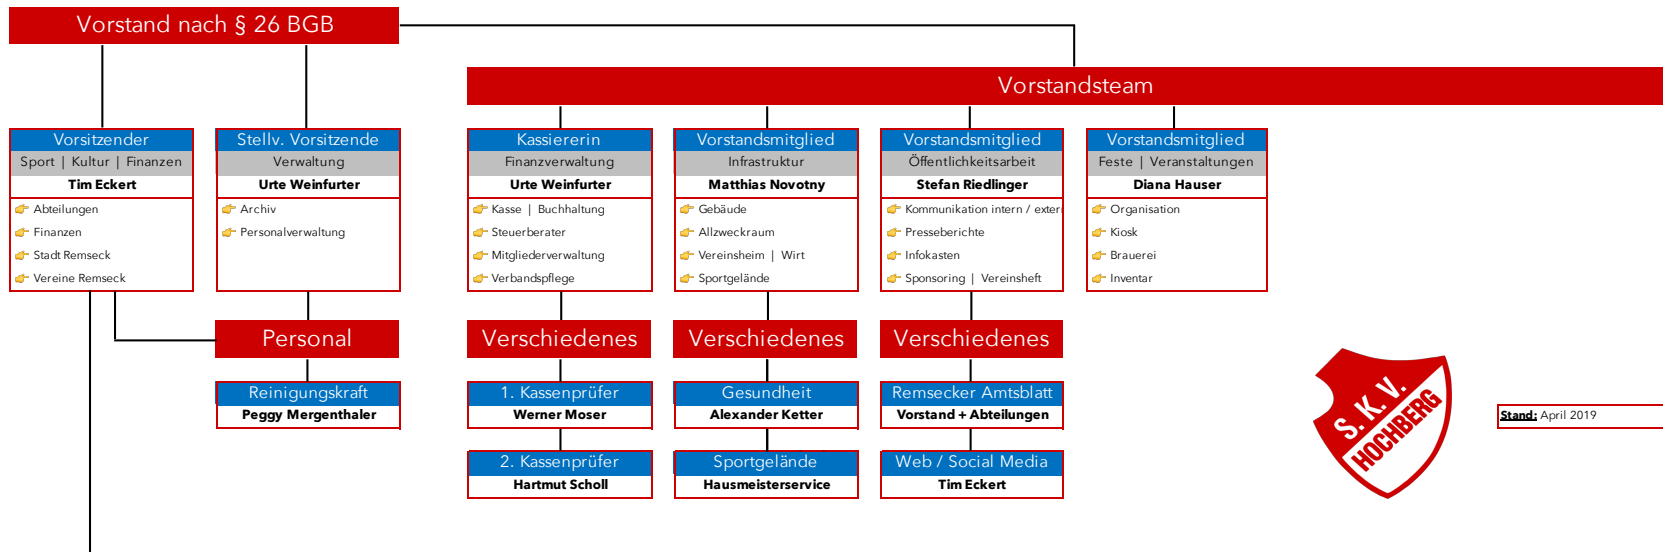 Vorstand nach § 26 BGB
Vorstandsteam
Vorsitzender
Sport | Kultur | Finanzen
Tim Eckert
Abteilungen
Finanzen
Stadt Remseck
Vereine Remseck
Stellv. Vorsitzende
Verwaltung
Urte Weinfurter
Archiv
Personalverwaltung
Kassiererin
Finanzverwaltung
Urte Weinfurter
Kasse | Buchhaltung
Steuerberater
Mitgliederverwaltung
Verbandspflege
Vorstandsmitglied
Infrastruktur
Matthias Novotny
Gebäude
Allzweckraum
Vereinsheim | Wirt
Sportgelände
Vorstandsmitglied
Öffentlichkeitsarbeit
Stefan Riedlinger
Kommunikation intern / exter
Presseberichte
Infokasten
Sponsoring | Vereinsheft
Vorstandsmitglied
Feste | Veranstaltungen
Diana Hauser
Organisation
Kiosk
Brauerei
Inventar
Personal
Reinigungskraft
Peggy Mergenthaler
Verschiedenes
1. Kassenprüfer
Werner Moser
2. Kassenprüfer
Hartmut Scholl
Verschiedenes
Gesundheit
Alexander Ketter
Sportgelände
Hausmeisterservice
Verschiedenes
Remsecker Amtsblatt
Vorstand + Abteilungen
Web / Social Media
Tim Eckert
S. K. V.
HOCHBERG
Stand: April 2019